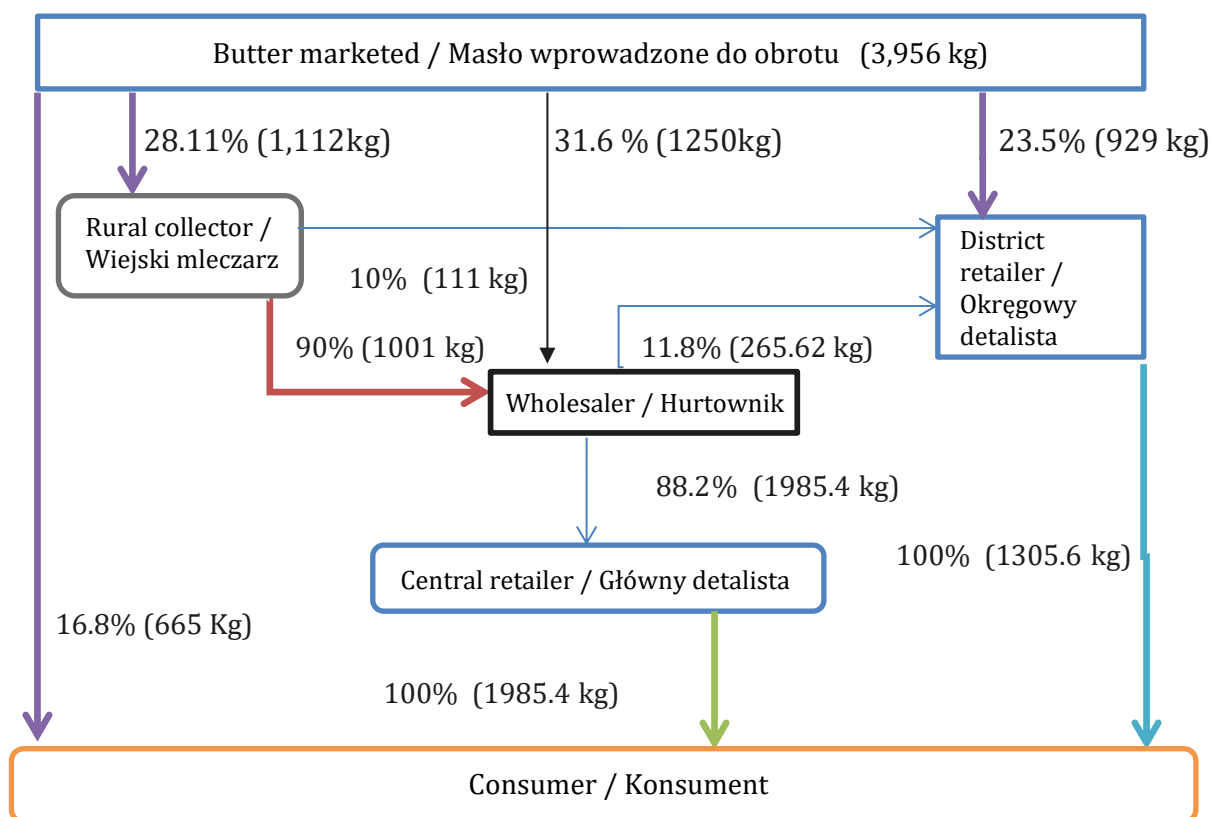 Butter marketed / Masło wprowadzone do obrotu (3,956 kg)
28.11% (1,112kg)
31.6 % (1250kg)
23.5% (929 kg)
Rural collector /
Wiejski mleczarz
District
retailer /
Okręgowy
detalista
10% (111 kg)
90% (1001 kg)
11.8% (265.62 kg)
Wholesaler / Hurtownik
88.2% (1985.4 kg)
100% (1305.6 kg)
Central retailer / Główny detalista
16.8% (665 Kg)
100% (1985.4 kg)
Consumer / Konsument